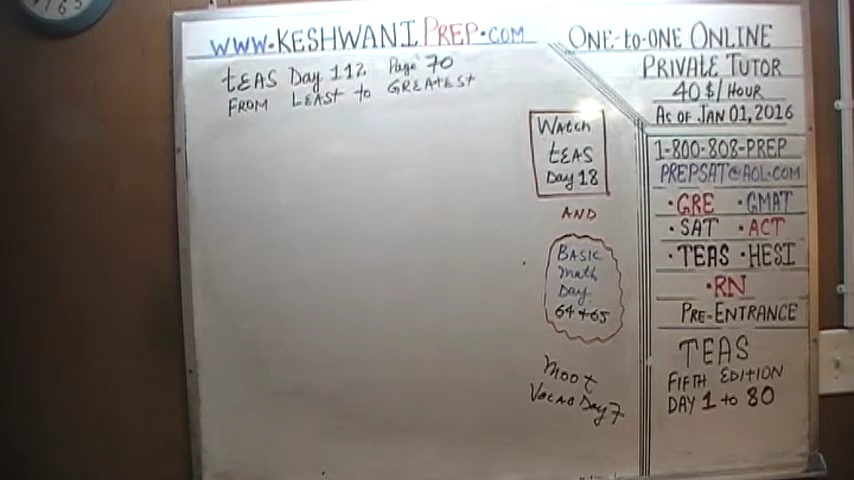 www.KESHWANIPREP.COM
tEAS Day 112 Page 70
FROM LEASt to GREAtESt
WAtch
tEAS
Day 18
AND
BASIC
math
Day
64+65
moot
VOCAB Day 7
ONE-to-ONE ONLINE
PRIVATE TUTOR
40$/HOUR
AS OF JAN 01, 2016
1-800-808-PREP
PREPSAT@AOL.COM
•GRE •GMAT
•SAT •ACT
•TEAS •HESI
•RN
PRE-ENTRANCE
TEAS
FIFTH EDITION
DAY 1 to 80